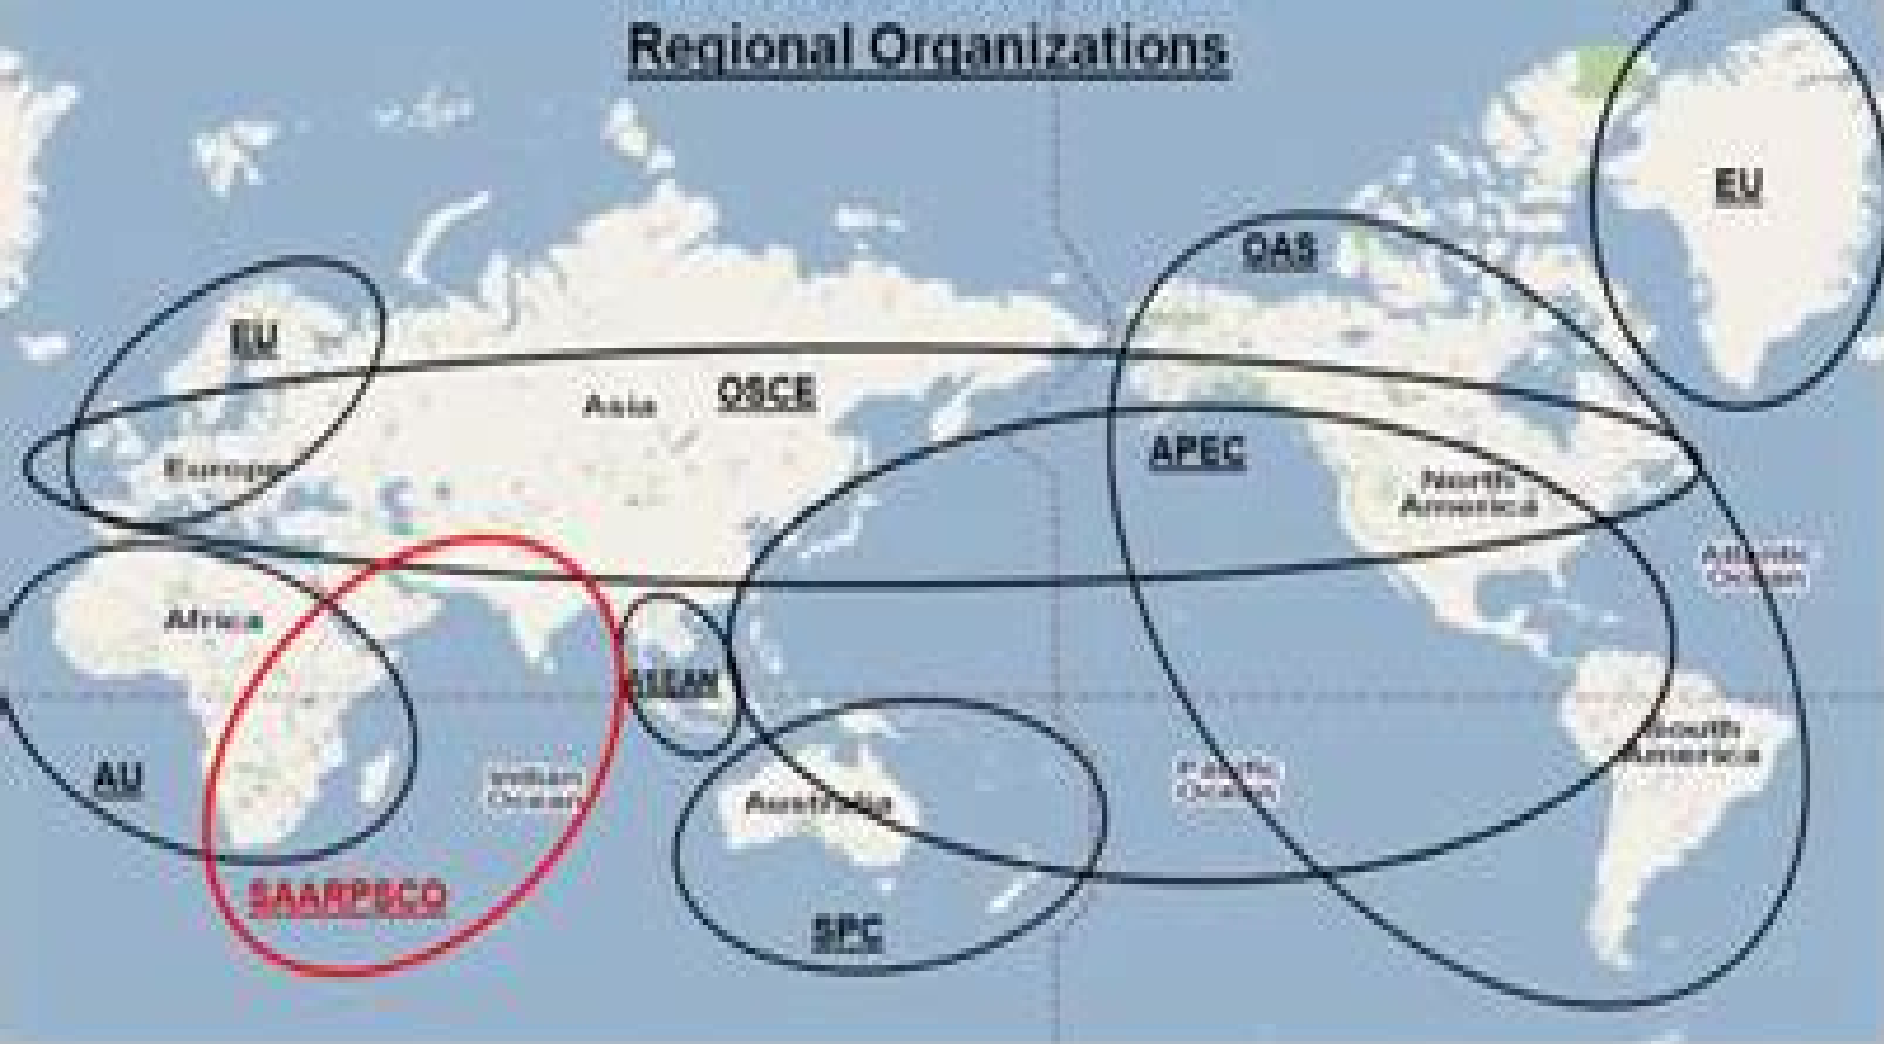 Regional Organizations
EU
OAS
EU
Asia
OSCE
Europe
APEC
North
America
Atlantic
Ocean
Africa
ASEAN
South
America
AU
Indian
Ocean
Australia
Pacific
Ocean
SAARPSCO
SPC